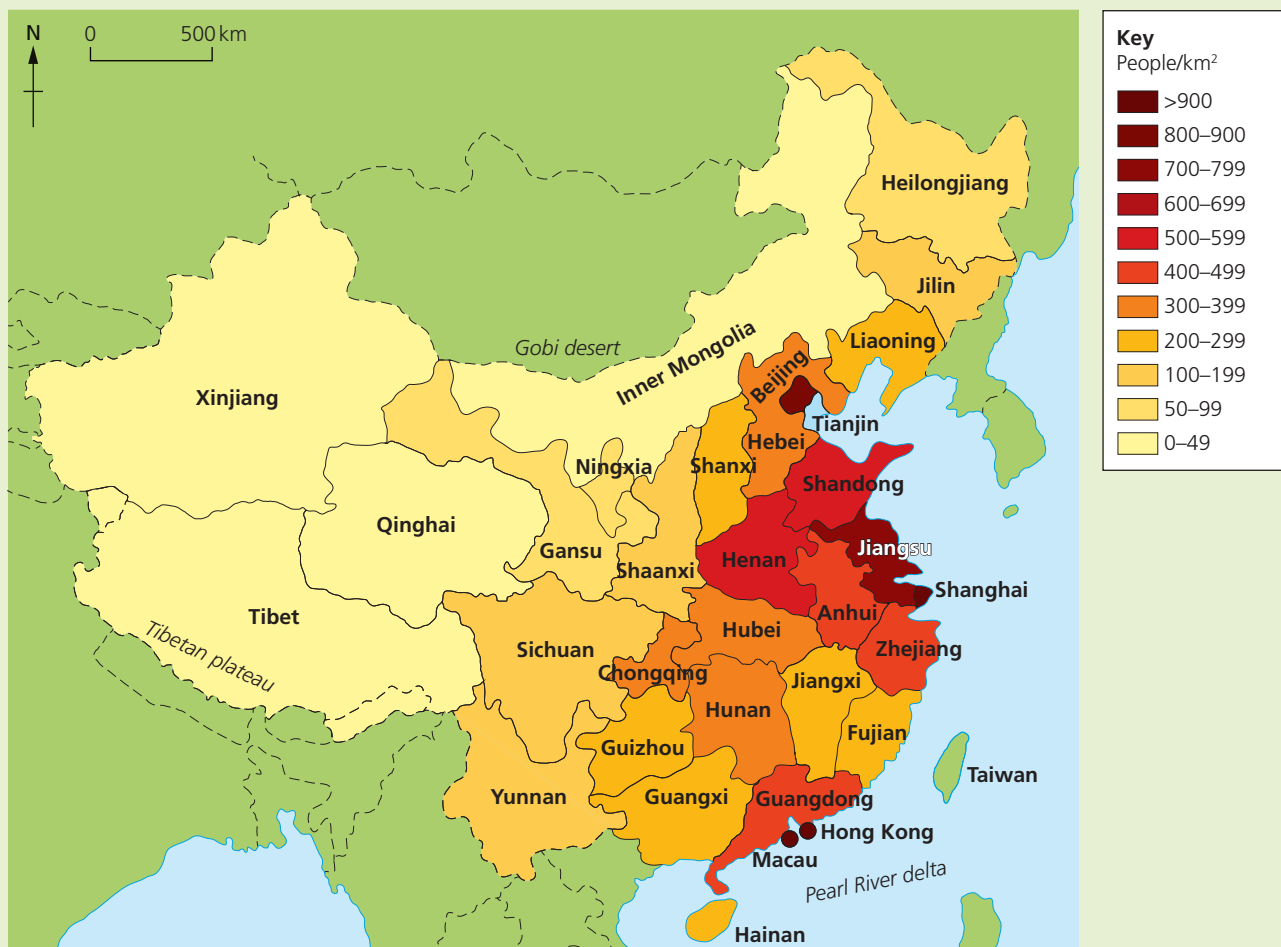 N
0 500 km
Key
People/km²
>900
800–900
700–799
600–699
500–599
400–499
300–399
200–299
100–199
50–99
0–49
Heilongjiang
Jilin
Liaoning
Gobi desert
Inner Mongolia
Beijing
Xinjiang
Tianjin
Hebei
Ningxia
Shanxi
Shandong
Qinghai
Gansu
Henan
Jiangsu
Shaanxi
Shanghai
Tibet
Anhui
Tibetan plateau
Hubei
Sichuan
Zhejiang
Chongqing
Jiangxi
Hunan
Fujian
Guizhou
Taiwan
Yunnan
Guangxi
Guangdong
Hong Kong
Macau
Pearl River delta
Hainan